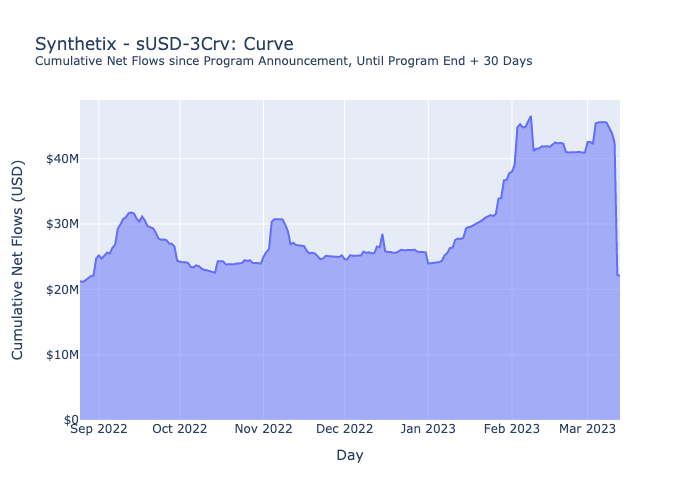 Synthetix - sUSD-3Crv: Curve
Cumulative Net Flows since Program Announcement, Until Program End + 30 Days
Cumulative Net Flows (USD)
$40M
$30M
$20M
$10M
$0
Sep 2022 Oct 2022 Nov 2022 Dec 2022 Jan 2023 Feb 2023 Mar 2023
Day